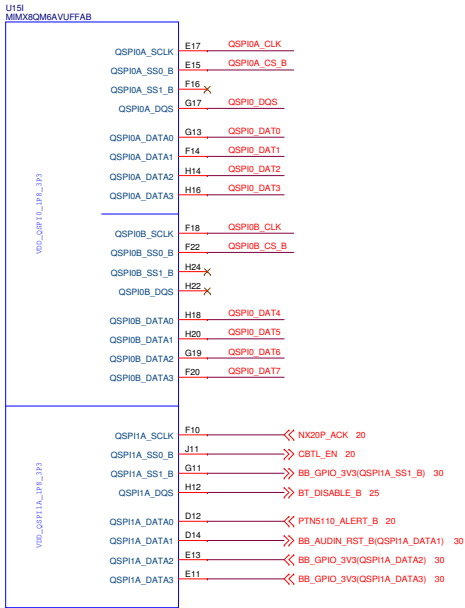 U15I
MIMX8QM6AVUFFAB
QSPI0A_SCLK E17 QSPI0A_CLK
QSPI0A_SS0_B E15 QSPI0A_CS_B
QSPI0A_SS1_B F16
QSPI0A_DQS G17 QSPI0_DQS
QSPI0A_DATA0 G13 QSPI0_DAT0
QSPI0A_DATA1 F14 QSPI0_DAT1
QSPI0A_DATA2 H14 QSPI0_DAT2
QSPI0A_DATA3 H16 QSPI0_DAT3
VDD_QSPI0_1P8_3P3
QSPI0B_SCLK F18 QSPI0B_CLK
QSPI0B_SS0_B F22 QSPI0B_CS_B
QSPI0B_SS1_B H24
QSPI0B_DQS H22
QSPI0B_DATA0 H18 QSPI0_DAT4
QSPI0B_DATA1 H20 QSPI0_DAT5
QSPI0B_DATA2 G19 QSPI0_DAT6
QSPI0B_DATA3 F20 QSPI0_DAT7
QSPI1A_SCLK F10 NX20P_ACK 20
QSPI1A_SS0_B J11 CBTL_EN 20
QSPI1A_SS1_B G11 BB_GPIO_3V3(QSPI1A_SS1_B) 30
QSPI1A_DQS H12 BT_DISABLE_B 25
VDD_QSPI1A_1P8_3P3
QSPI1A_DATA0 D12 PTN5110_ALERT_B 20
QSPI1A_DATA1 D14 BB_AUDIN_RST_B(QSPI1A_DATA1) 30
QSPI1A_DATA2 E13 BB_GPIO_3V3(QSPI1A_DATA2) 30
QSPI1A_DATA3 E11 BB_GPIO_3V3(QSPI1A_DATA3) 30